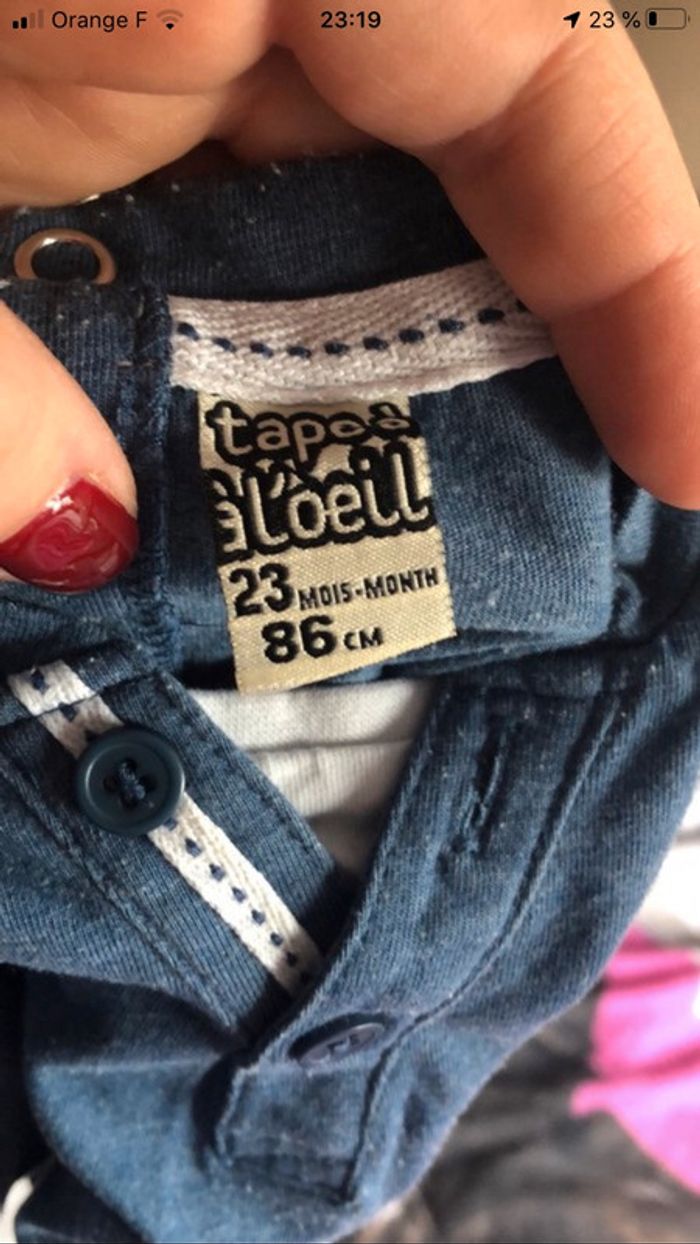 Orange F 23:19 23 %
tape à
l'oeil
23 MOIS-MONTH
86 CM